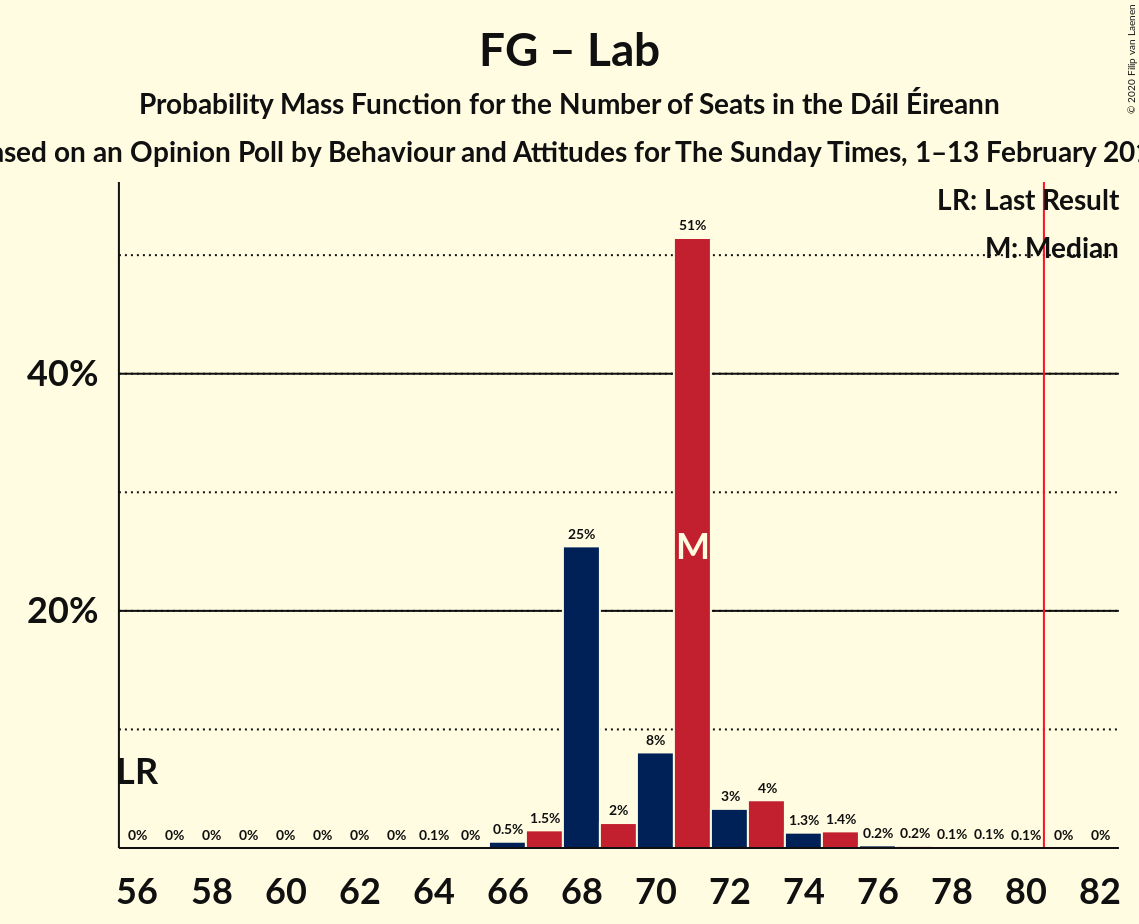 FG – Lab
Probability Mass Function for the Number of Seats in the Dáil Éireann
on an Opinion Poll by Behaviour and Attitudes for The Sunday Times, 1–13 February
© 2020 Filip van Laenen
LR: Last Result
M: Median
51%
40%
25%
M
20%
8%
LR
4%
3%
2%
1.5%
1.3%
1.4%
0% 0% 0% 0% 0% 0% 0% 0% 0.1% 0% 0.5% 0.2% 0.2% 0.1% 0.1% 0.1% 0% 0%
56 58 60 62 64 66 68 70 72 74 76 78 80 82